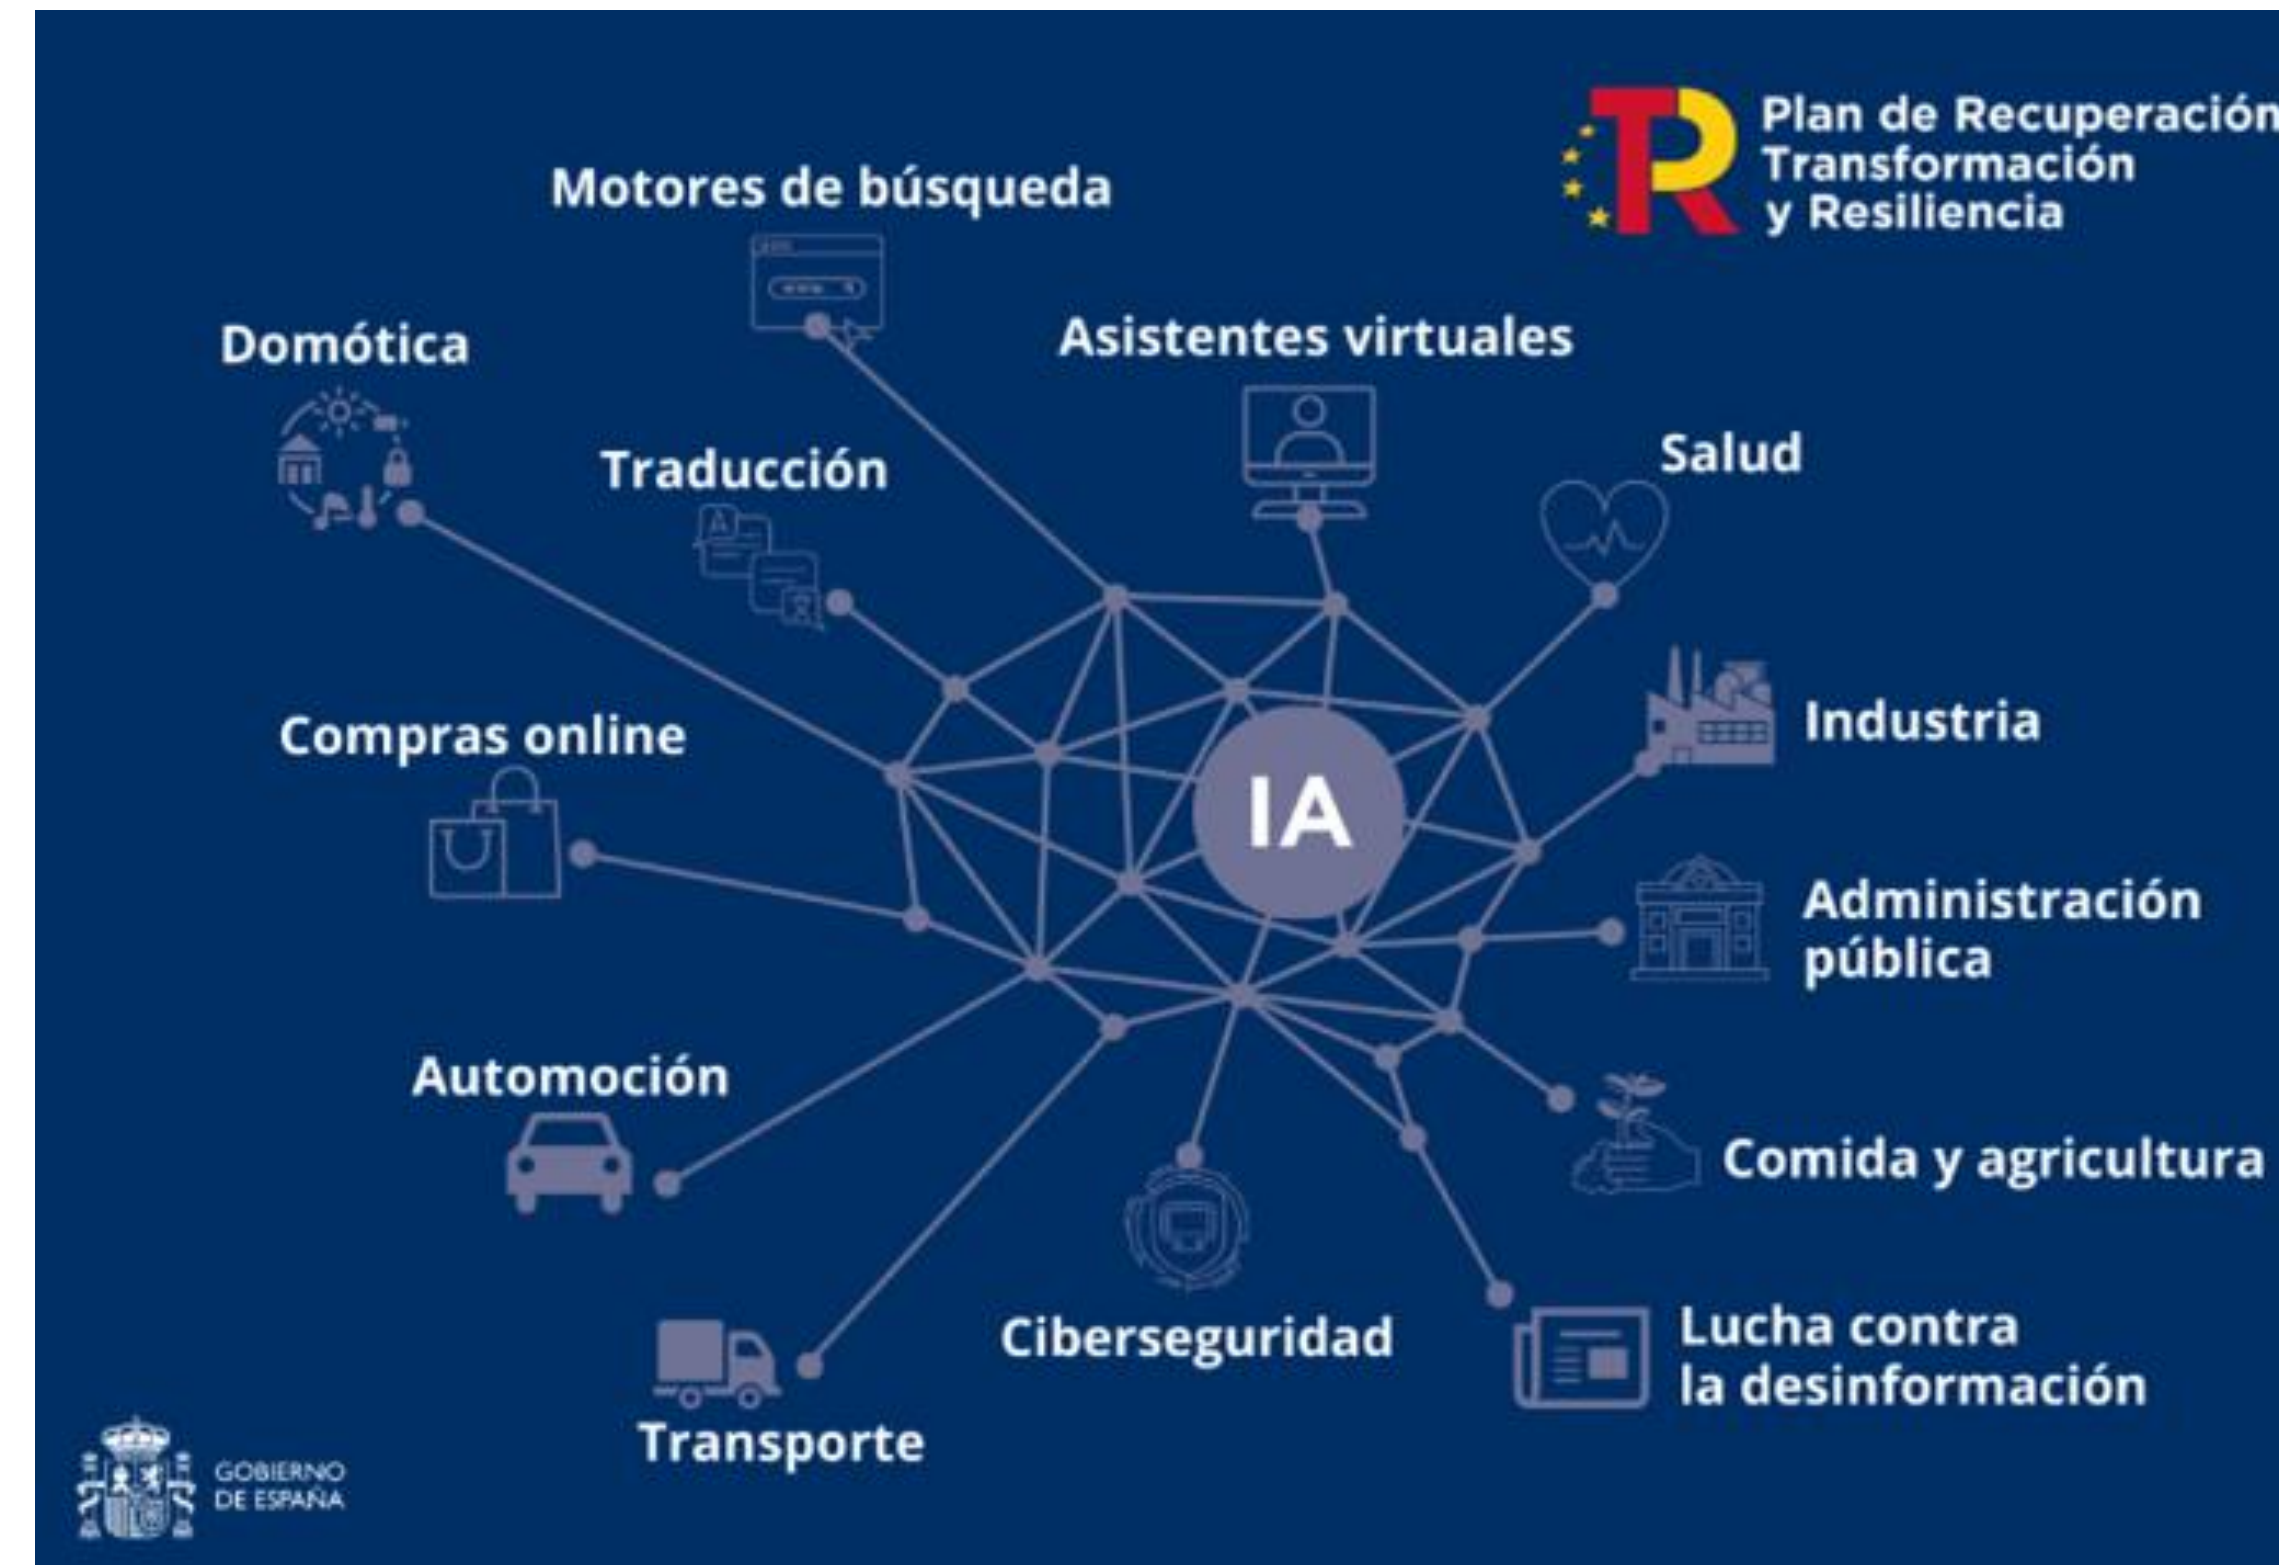 Plan de Recuperación
Transformación
y Resiliencia
Motores de búsqueda
Asistentes virtuales
Domótica
Salud
Traducción
Industria
Compras online
IA
Administración
pública
Automoción
Comida y agricultura
Lucha contra
la desinformación
Ciberseguridad
Transporte
GOBIERNO
DE ESPAÑA